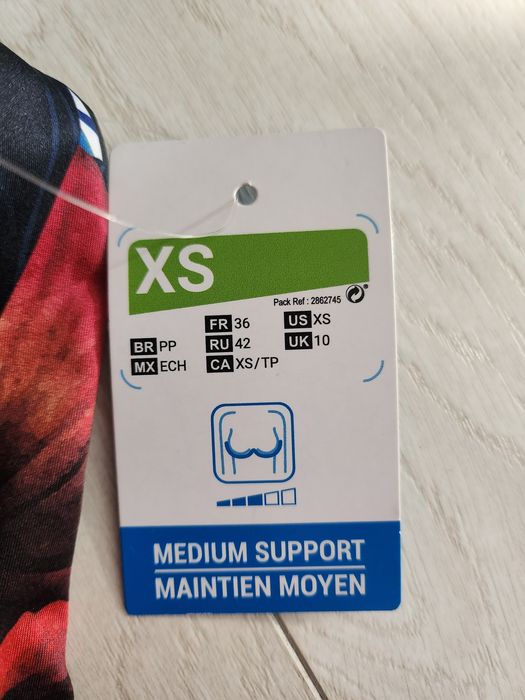 XS
Pack Ref : 2862745
FR 36 US XS
BR PP RU 42 UK 10
MX ECH CA XS/TP
MEDIUM SUPPORT
MAINTIEN MOYEN